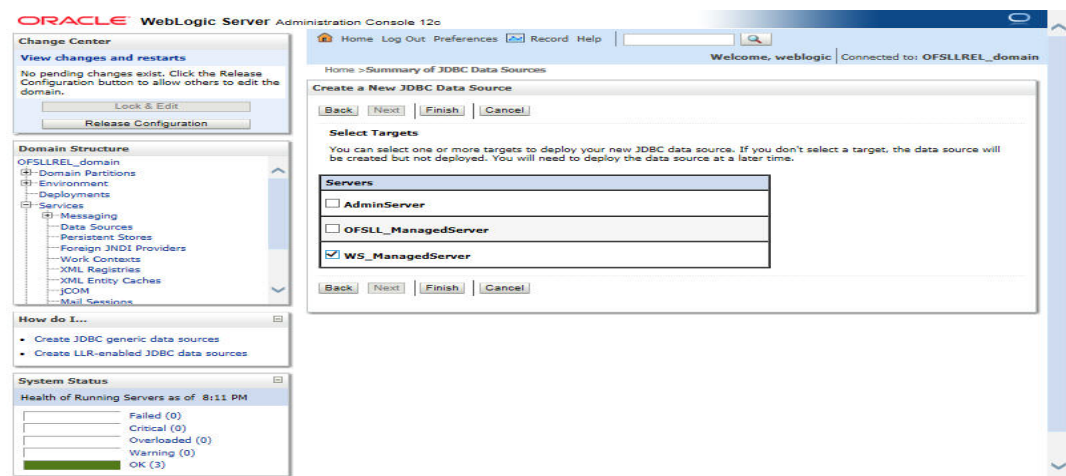 ORACLE WebLogic Server Administration Console 12c
Change Center
View changes and restarts
No pending changes exist. Click the Release
Configuration button to allow others to edit the
domain.
Lock & Edit
Release Configuration
Domain Structure
OFSLLREL_domain
Domain Partitions
Environment
Deployments
Services
Messaging
Data Sources
Persistent Stores
Foreign JNDI Providers
Work Contexts
XML Registries
XML Entity Caches
jCOM
Mail Sessions
How do I...
Create JDBC generic data sources
Create LLR-enabled JDBC data sources
System Status
Health of Running Servers as of 8:11 PM
Failed (0)
Critical (0)
Overloaded (0)
Warning (0)
OK (3)
Home Log Out Preferences Record Help
Welcome, weblogic Connected to: OFSLLREL_domain
Home >Summary of JDBC Data Sources
Create a New JDBC Data Source
Back Next Finish Cancel
Select Targets
You can select one or more targets to deploy your new JDBC data source. If you don't select a target, the data source will
be created but not deployed. You will need to deploy the data source at a later time.
Servers
AdminServer
OFSLL_ManagedServer
WS_ManagedServer
Back Next Finish Cancel